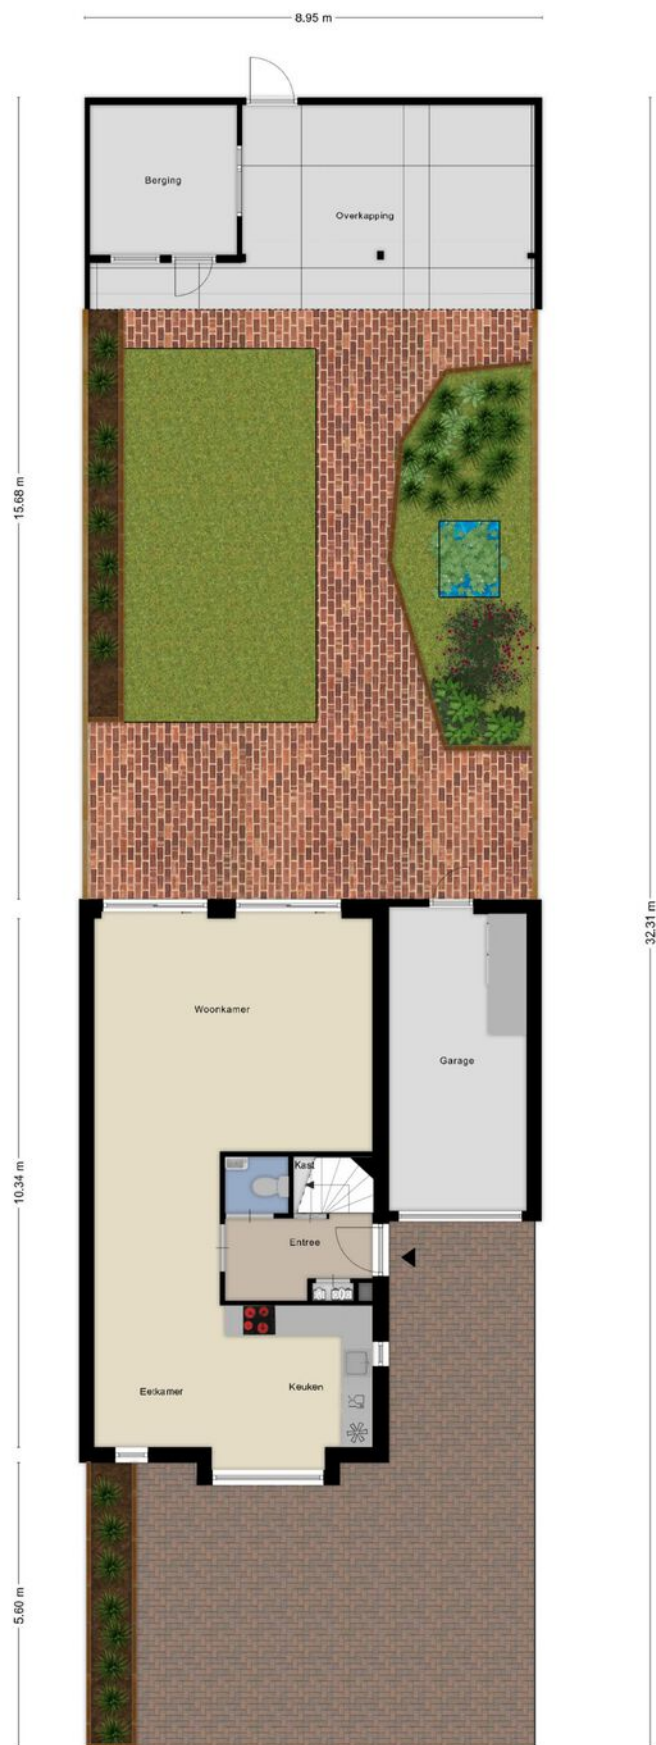 8.95 m
Berging
Overkapping
15.68 m
32.31 m
Woonkamer
Garage
Kast
10.34 m
Entree
Keuken
Eetkamer
5.60 m